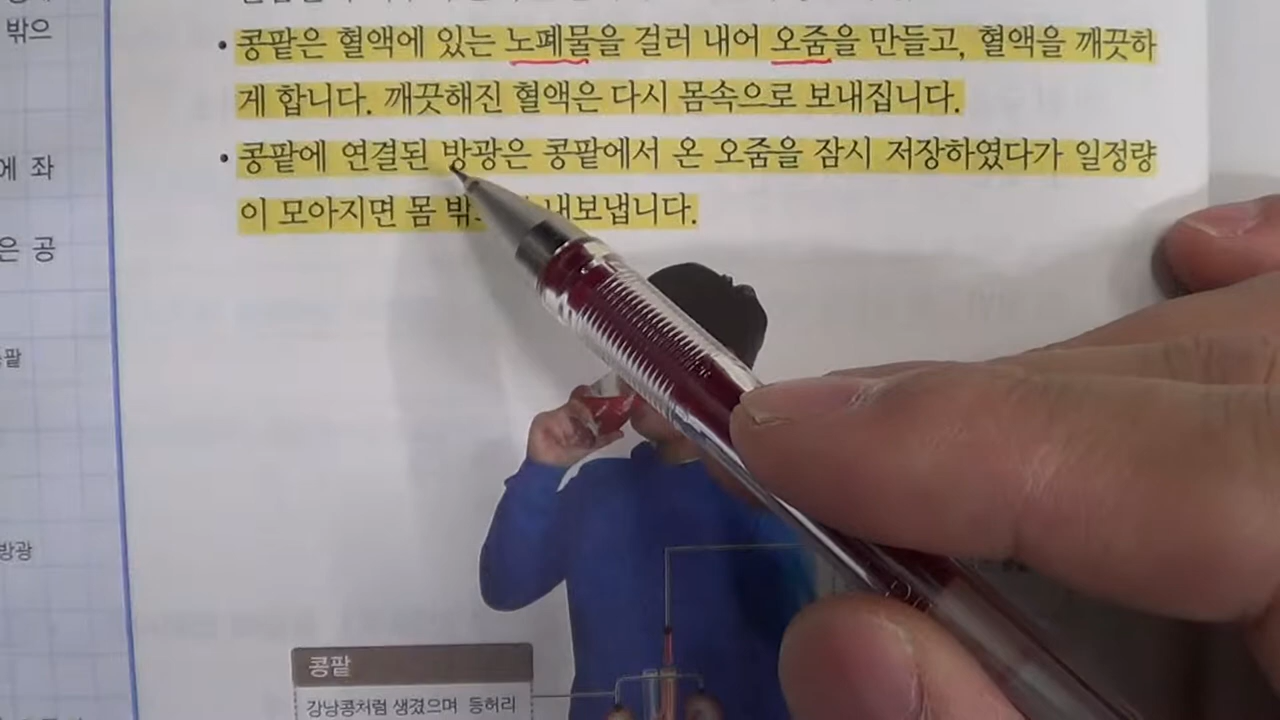 밖으
에 좌
은 공
방광
• 콩팥은 혈액에 있는 노폐물을 걸러 내어 오줌을 만들고, 혈액을 깨끗하
게 합니다. 깨끗해진 혈액은 다시 몸속으로 보내집니다.
• 콩팥에 연결된 방광은 콩팥에서 온 오줌을 잠시 저장하였다가 일정량
이 모아지면 몸 내보냅니다.
콩팥
강낭콩처럼 생겼으며 등허리